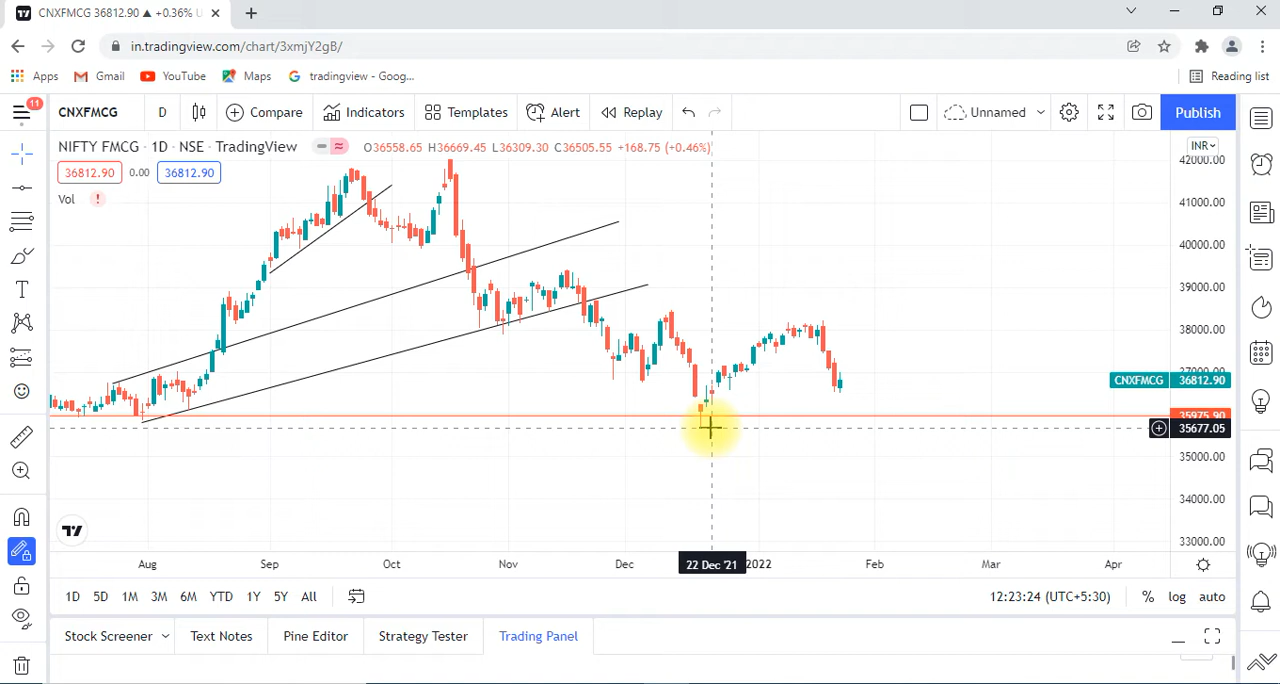 CNXFMCG 36812.90 ▲ +0.36% U
in.tradingview.com/chart/3xmjY2gB/
Apps Gmail YouTube Maps tradingview - Goog... Reading list
11 CNXFMCG D Compare Indicators Templates Alert Replay Unnamed Publish
NIFTY FMCG · 1D · NSE · TradingView O36558.65 H36669.45 L36309.30 C36505.55 +168.75 (+0.46%) INR
36812.90 0.00 36812.90
Vol !
42000.00
41000.00
40000.00
39000.00
38000.00
37000.00
CNXFMCG 36812.90
35975.90
35677.05
35000.00
34000.00
33000.00
Aug Sep Oct Nov Dec 22 Dec '21 2022 Feb Mar Apr
1D 5D 1M 3M 6M YTD 1Y 5Y All 12:23:24 (UTC+5:30) % log auto
Stock Screener Text Notes Pine Editor Strategy Tester Trading Panel